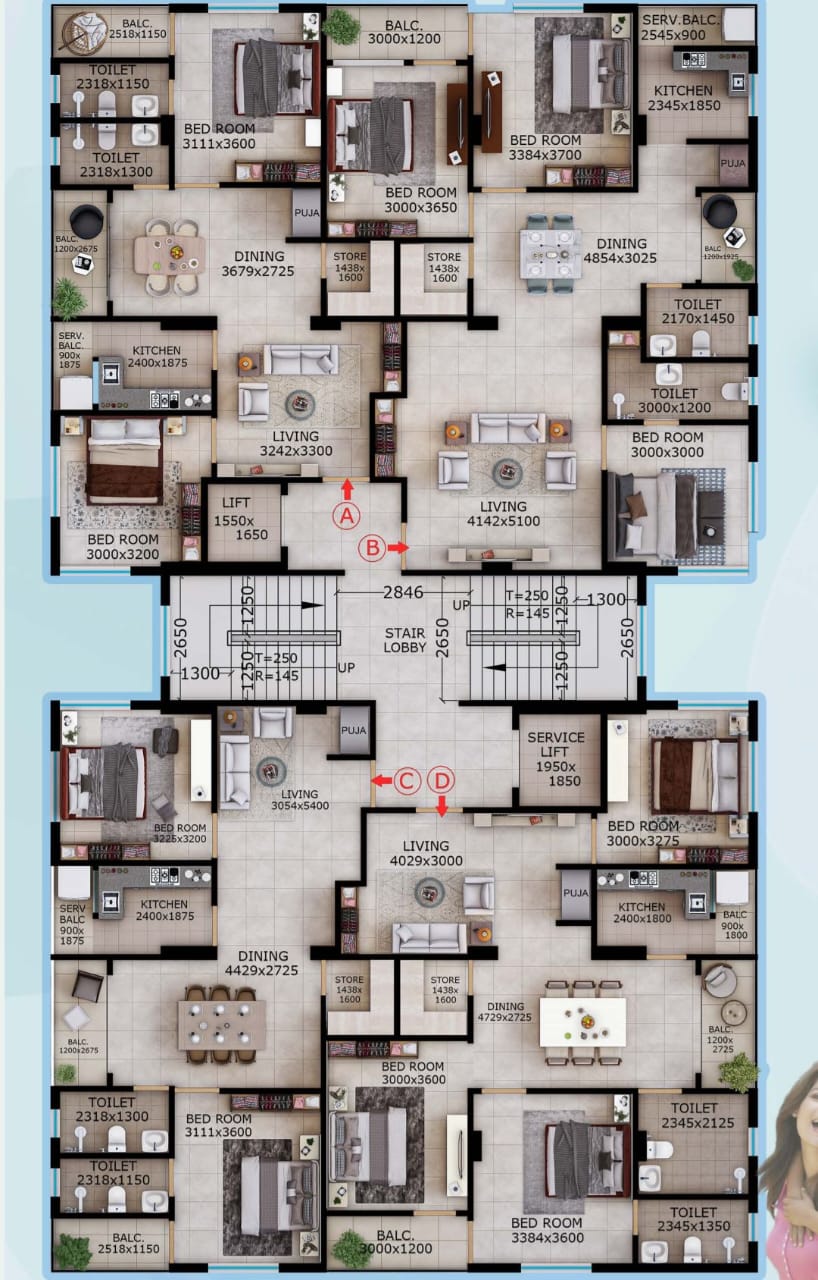 BALC.
2518x1150
TOILET
2318x1150
TOILET
2318x1300
BALC.
1200x2675
SERV.
BALC
900x
1875
KITCHEN
2400x1875
BED ROOM
3225x3200
BED ROOM
3111x3600
DINING
4429x2725
LIVING
3054x5400
PUJA
STORE
1438x
1600
STORE
1438x
1600
BALC.
3000x1200
BED ROOM
3000x3600
LIVING
4029x3000
C
D
BED ROOM
3384x3600
DINING
4729x2725
PUJA
SERVICE
LIFT
1950x
1850
TOILET
2345x1350
TOILET
2345x2125
BALC.
1200x
2725
KITCHEN
2400x1800
BALC
900x
1800
BED ROOM
3000x3275
2650
1300
1250
1250
T=250
R=145
UP
STAIR
LOBBY
2846
2650
UP
T=250
R=145
1250
1250
1300
2650
BED ROOM
3000x3200
SERV.
BALC
900x
1875
KITCHEN
2400x1875
BALC.
1200x2675
TOILET
2318x1300
TOILET
2318x1150
BALC.
2518x1150
LIFT
1550x
1650
LIVING
3242x3300
DINING
3679x2725
BED ROOM
3111x3600
PUJA
A
B
STORE
1438x
1600
STORE
1438x
1600
BED ROOM
3000x3650
BALC.
3000x1200
LIVING
4142x5100
DINING
4854x3025
BED ROOM
3384x3700
BED ROOM
3000x3000
TOILET
3000x1200
TOILET
2170x1450
BALC
1200x1925
PUJA
KITCHEN
2345x1850
SERV.BALC.
2545x900